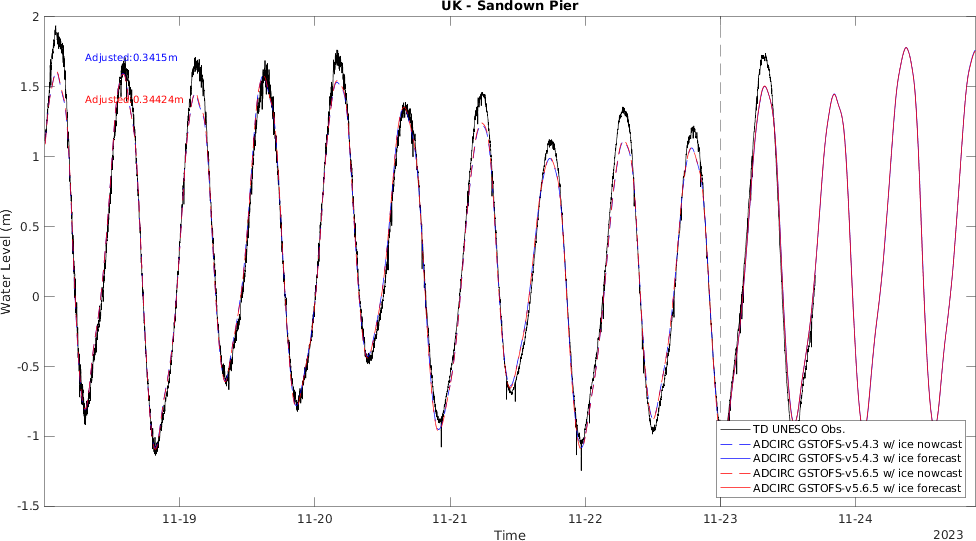 UK - Sandown Pier
2
1.5
1
0.5
0
-0.5
-1
-1.5
Water Level (m)
Adjusted:0.3415m
Adjusted:0.34424m
TD UNESCO Obs.
ADCIRC GSTOFS-v5.4.3 w/ ice nowcast
ADCIRC GSTOFS-v5.4.3 w/ ice forecast
ADCIRC GSTOFS-v5.6.5 w/ ice nowcast
ADCIRC GSTOFS-v5.6.5 w/ ice forecast
11-19
11-20
11-21
11-22
11-23
11-24
Time
2023